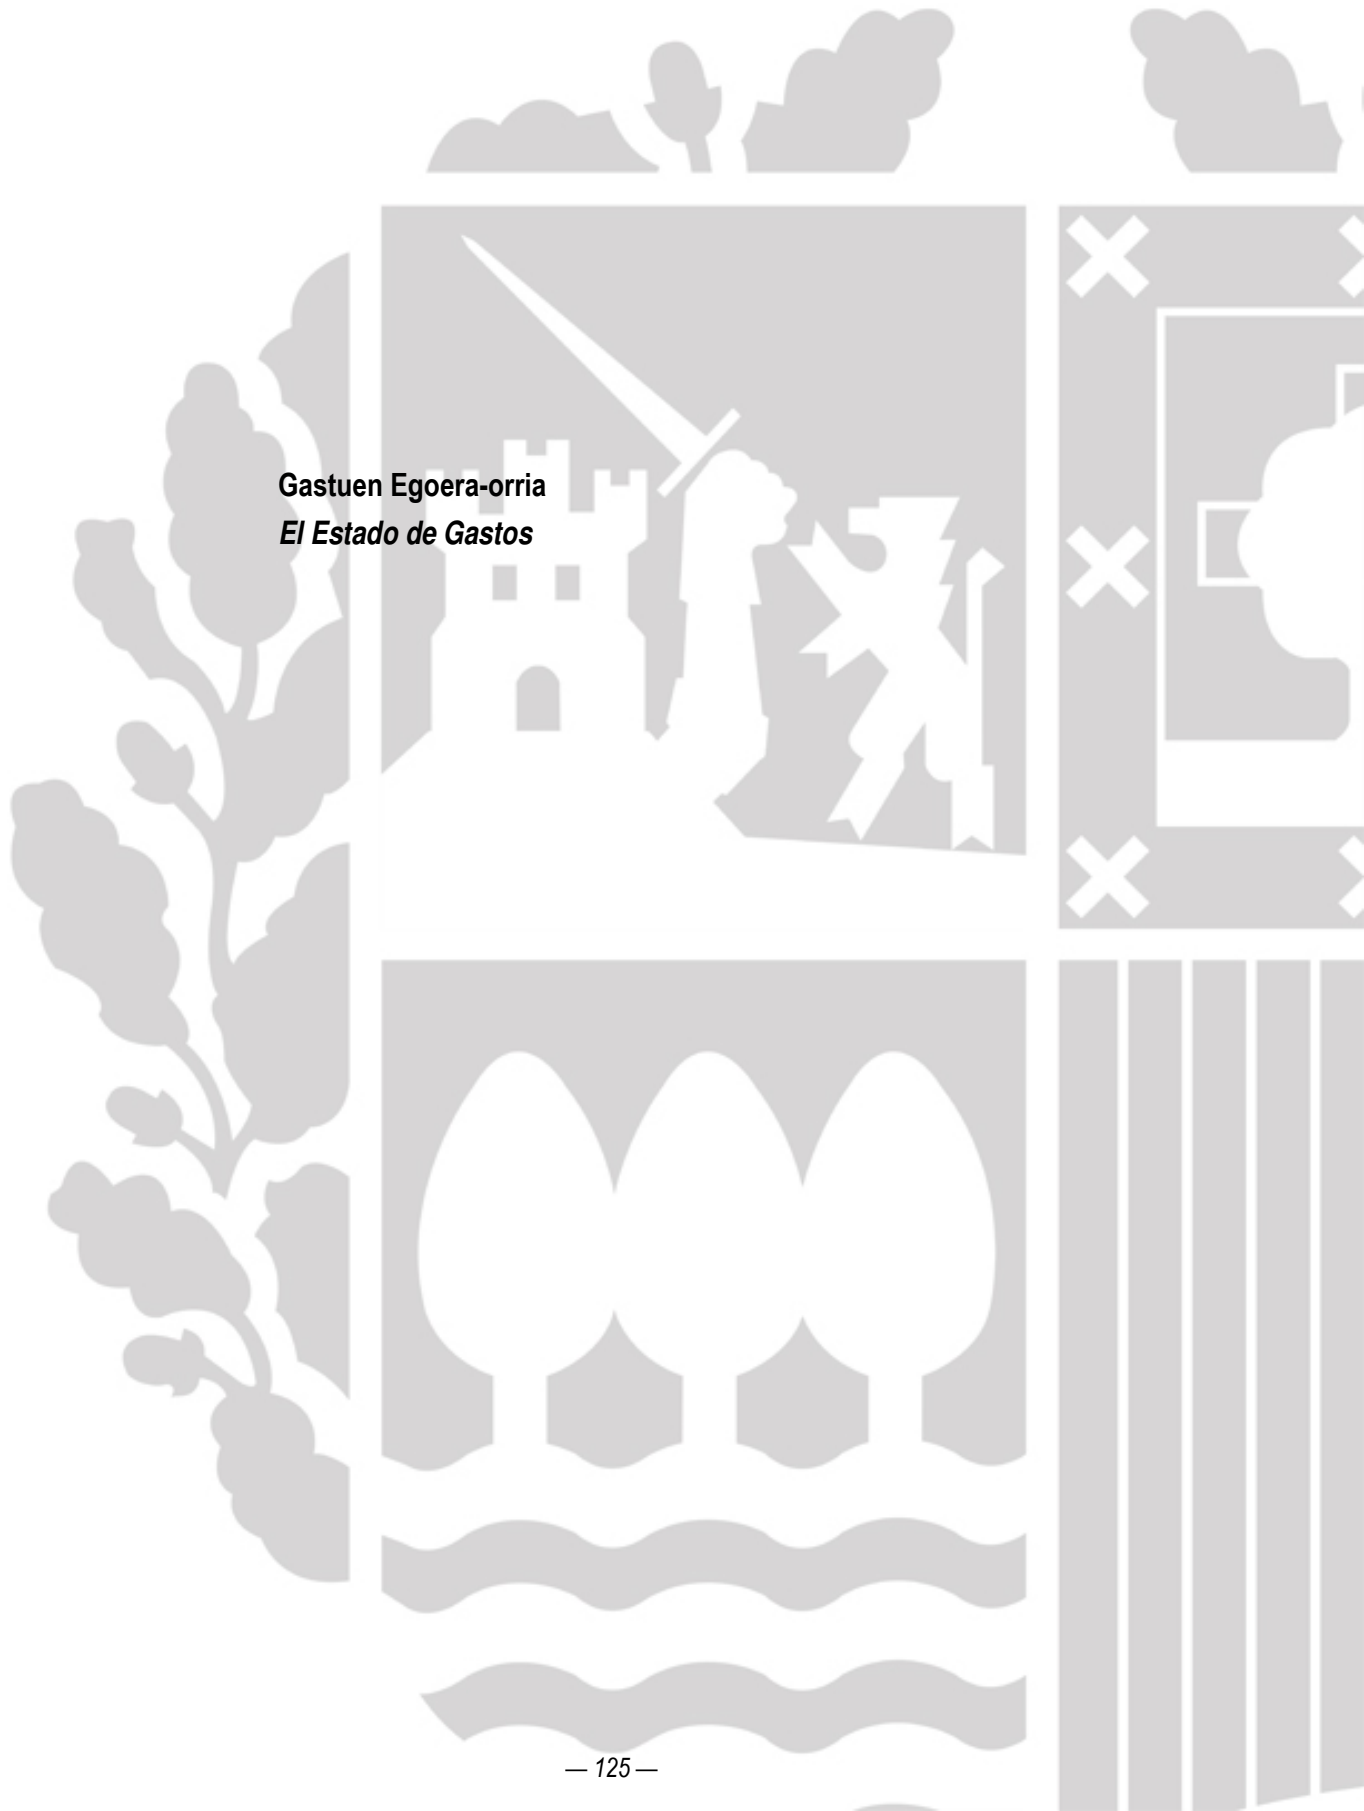 Gastuen Egoera-orria
El Estado de Gastos
— 125 —